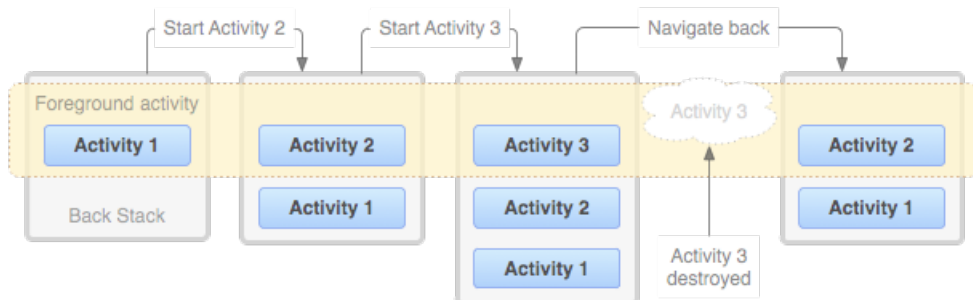 Start Activity 2
Start Activity 3
Navigate back
Foreground activity
Activity 1
Back Stack
Activity 2
Activity 1
Activity 3
Activity 2
Activity 1
Activity 3
Activity 3
destroyed
Activity 2
Activity 1